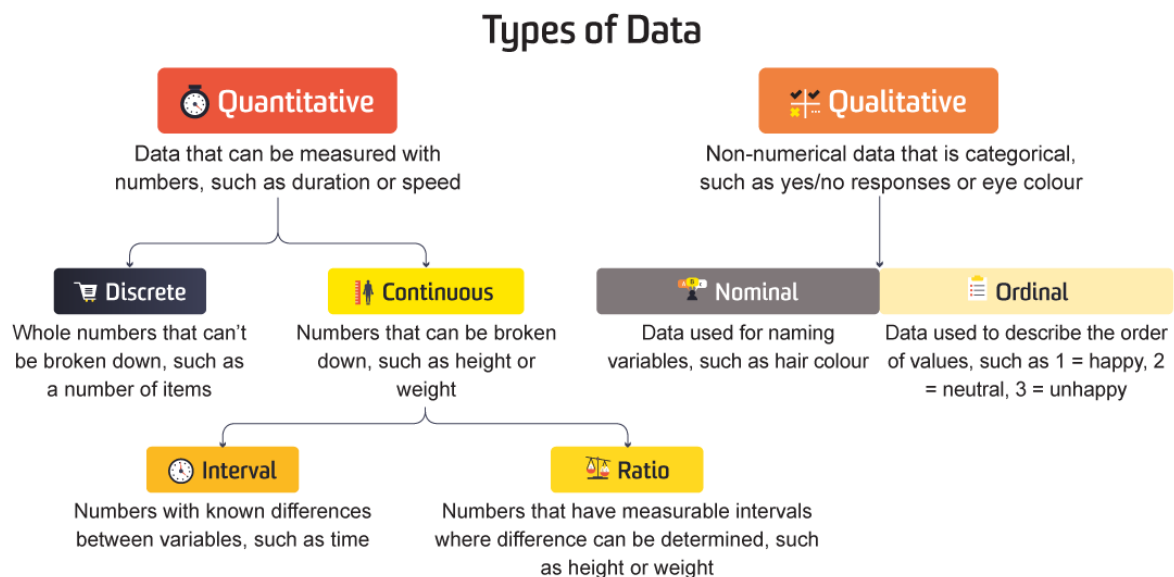 Types of Data
Quantitative
Data that can be measured with
numbers, such as duration or speed
Qualitative
Non-numerical data that is categorical,
such as yes/no responses or eye colour
Discrete
Whole numbers that can't
be broken down, such as
a number of items
Continuous
Numbers that can be broken
down, such as height or
weight
Nominal
Data used for naming
variables, such as hair colour
Ordinal
Data used to describe the order
of values, such as 1 = happy, 2
= neutral, 3 = unhappy
Interval
Numbers with known differences
between variables, such as time
Ratio
Numbers that have measurable intervals
where difference can be determined, such
as height or weight